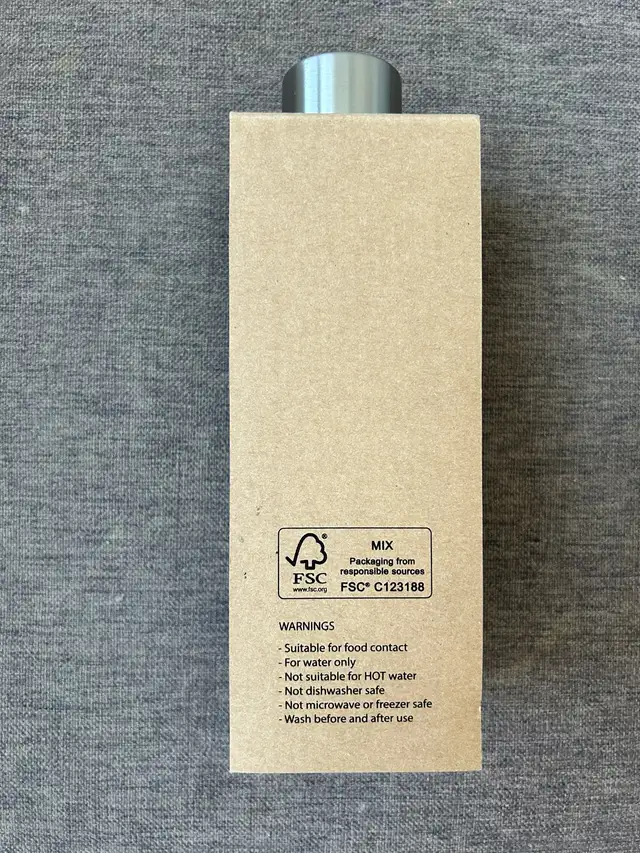 MIX
Packaging from
responsible sources
FSC® C123188
®
FSC
www.fsc.org
WARNINGS
- Suitable for food contact
- For water only
- Not suitable for HOT water
- Not dishwasher safe
- Not microwave or freezer safe
- Wash before and after use